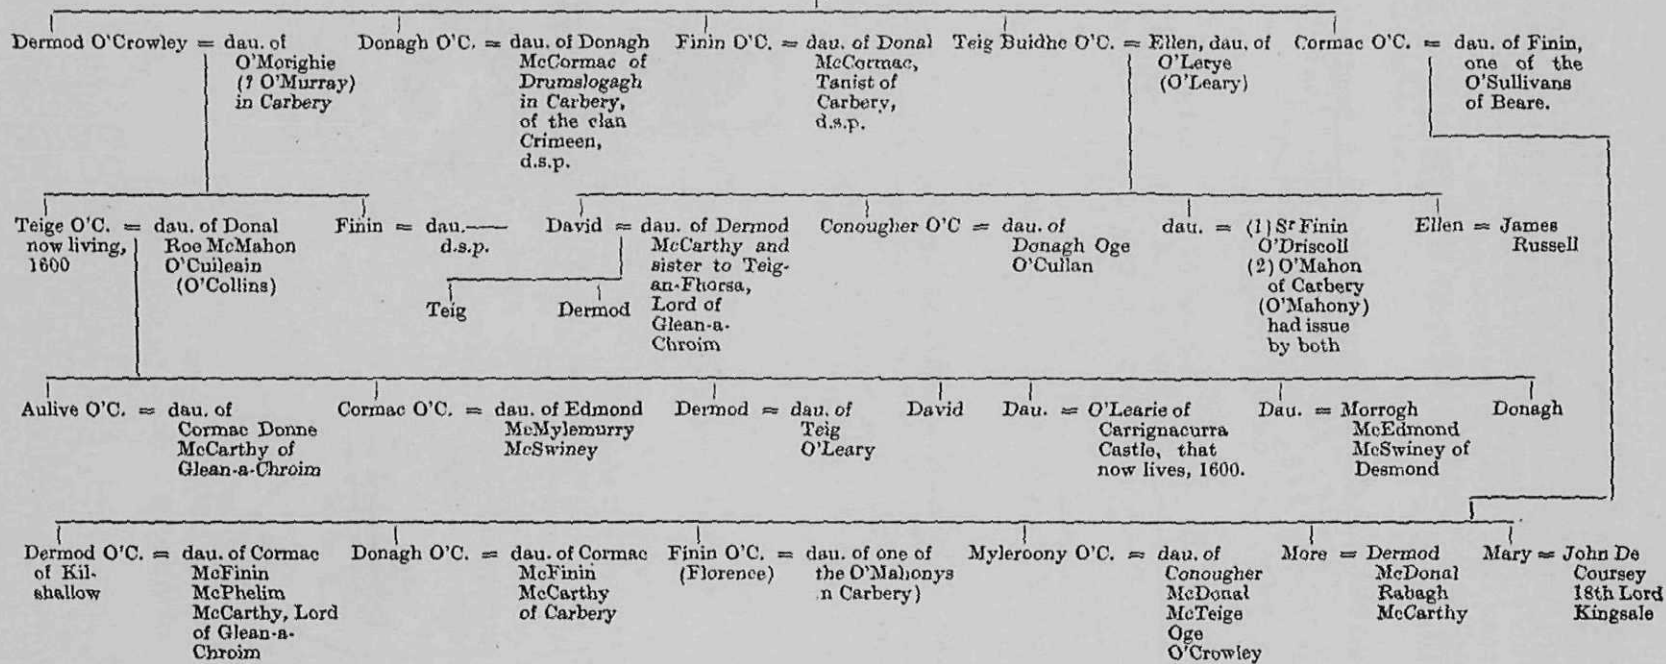 Dermod O'Crowley = dau. of
O'Morighie
(? O'Murray)
in Carbery
Donagh O'C. = dau. of Donagh
McCormac of
Drumslogagh
in Carbery,
of the clan
Crimeen,
d.s.p.
Finin O'C. = dau. of Donal
McCormac,
Tanist of
Carbery,
d.s.p.
Teig Buidhe O'C. = Ellen, dau. of
O'Lerye
(O'Leary)
Cormac O'C. = dau. of Finin,
one of the
O'Sullivans
of Beare.
Teige O'C. = dau. of Donal
now living, Roe McMahon
1600 O'Cuileain
(O'Collins)
Finin = dau.——
d.s.p.
David = dau. of Dermod
McCarthy and
sister to Teig-
an-Fhorsa,
Lord of
Glean-a-
Chroim
Teig Dermod
Conougher O'C = dau. of
Donagh Oge
O'Cullan
dau. = (1) Sr Finin
O'Driscoll
(2) O'Mahon
of Carbery
(O'Mahony)
had issue
by both
Ellen = James
Russell
Aulive O'C. = dau. of
Cormac Donne
McCarthy of
Glean-a-Chroim
Cormac O'C. = dau. of Edmond
McMylemurry
McSwiney
Dermod = dau. of
Teig
O'Leary
David
Dau. = O'Learie of
Carrignacurra
Castle, that
now lives, 1600.
Dau. = Morrogh
McEdmond
McSwiney of
Desmond
Donagh
Dermod O'C. = dau. of Cormac
of Kil- McFinin
shallow McPhelim
McCarthy, Lord
of Glean-a-
Chroim
Donagh O'C. = dau. of Cormac
McFinin
McCarthy
of Carbery
Finin O'C. = dau. of one of
(Florence) the O'Mahonys
n Carbery)
Myleroony O'C. = dau. of
Conougher
McDonal
McTeige
Oge
O'Crowley
More = Dermod
McDonal
Rabagh
McCarthy
Mary = John De
Coursey
18th Lord
Kingsale